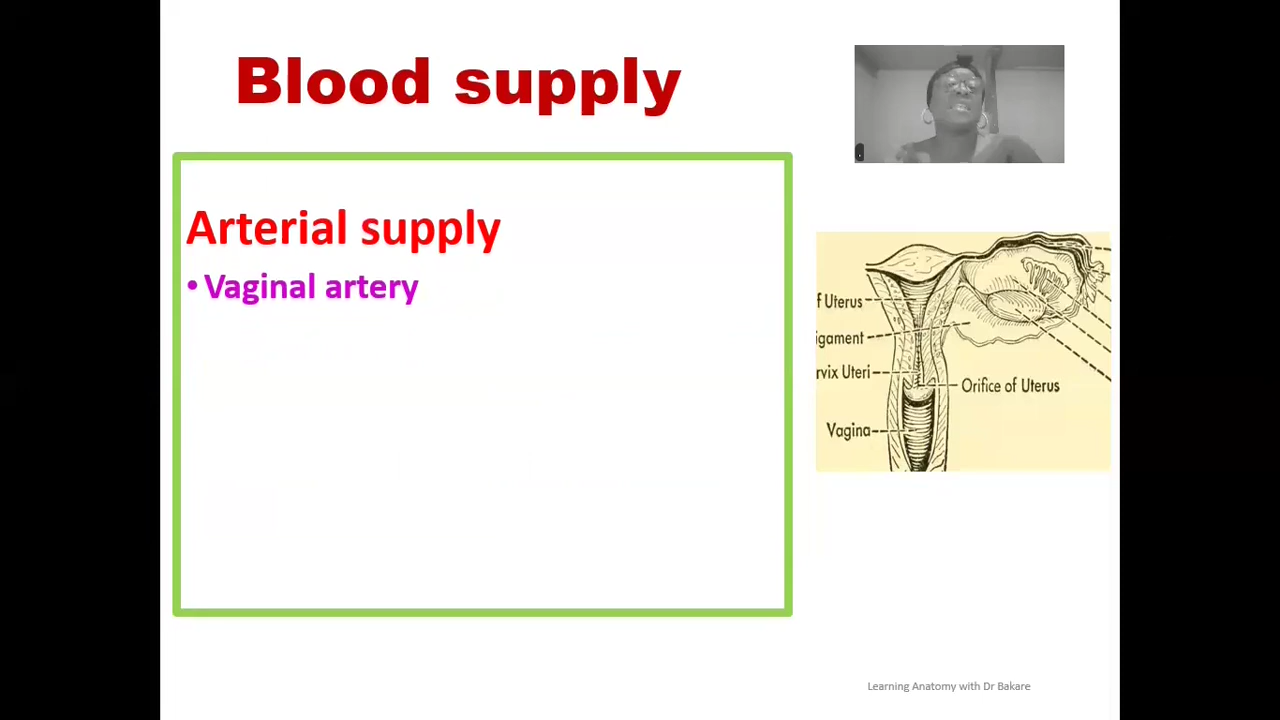 Blood supply
Arterial supply
• Vaginal artery
f Uterus
igament
rvix Uteri
Orifice of Uterus
Vagina
Learning Anatomy with Dr Bakare